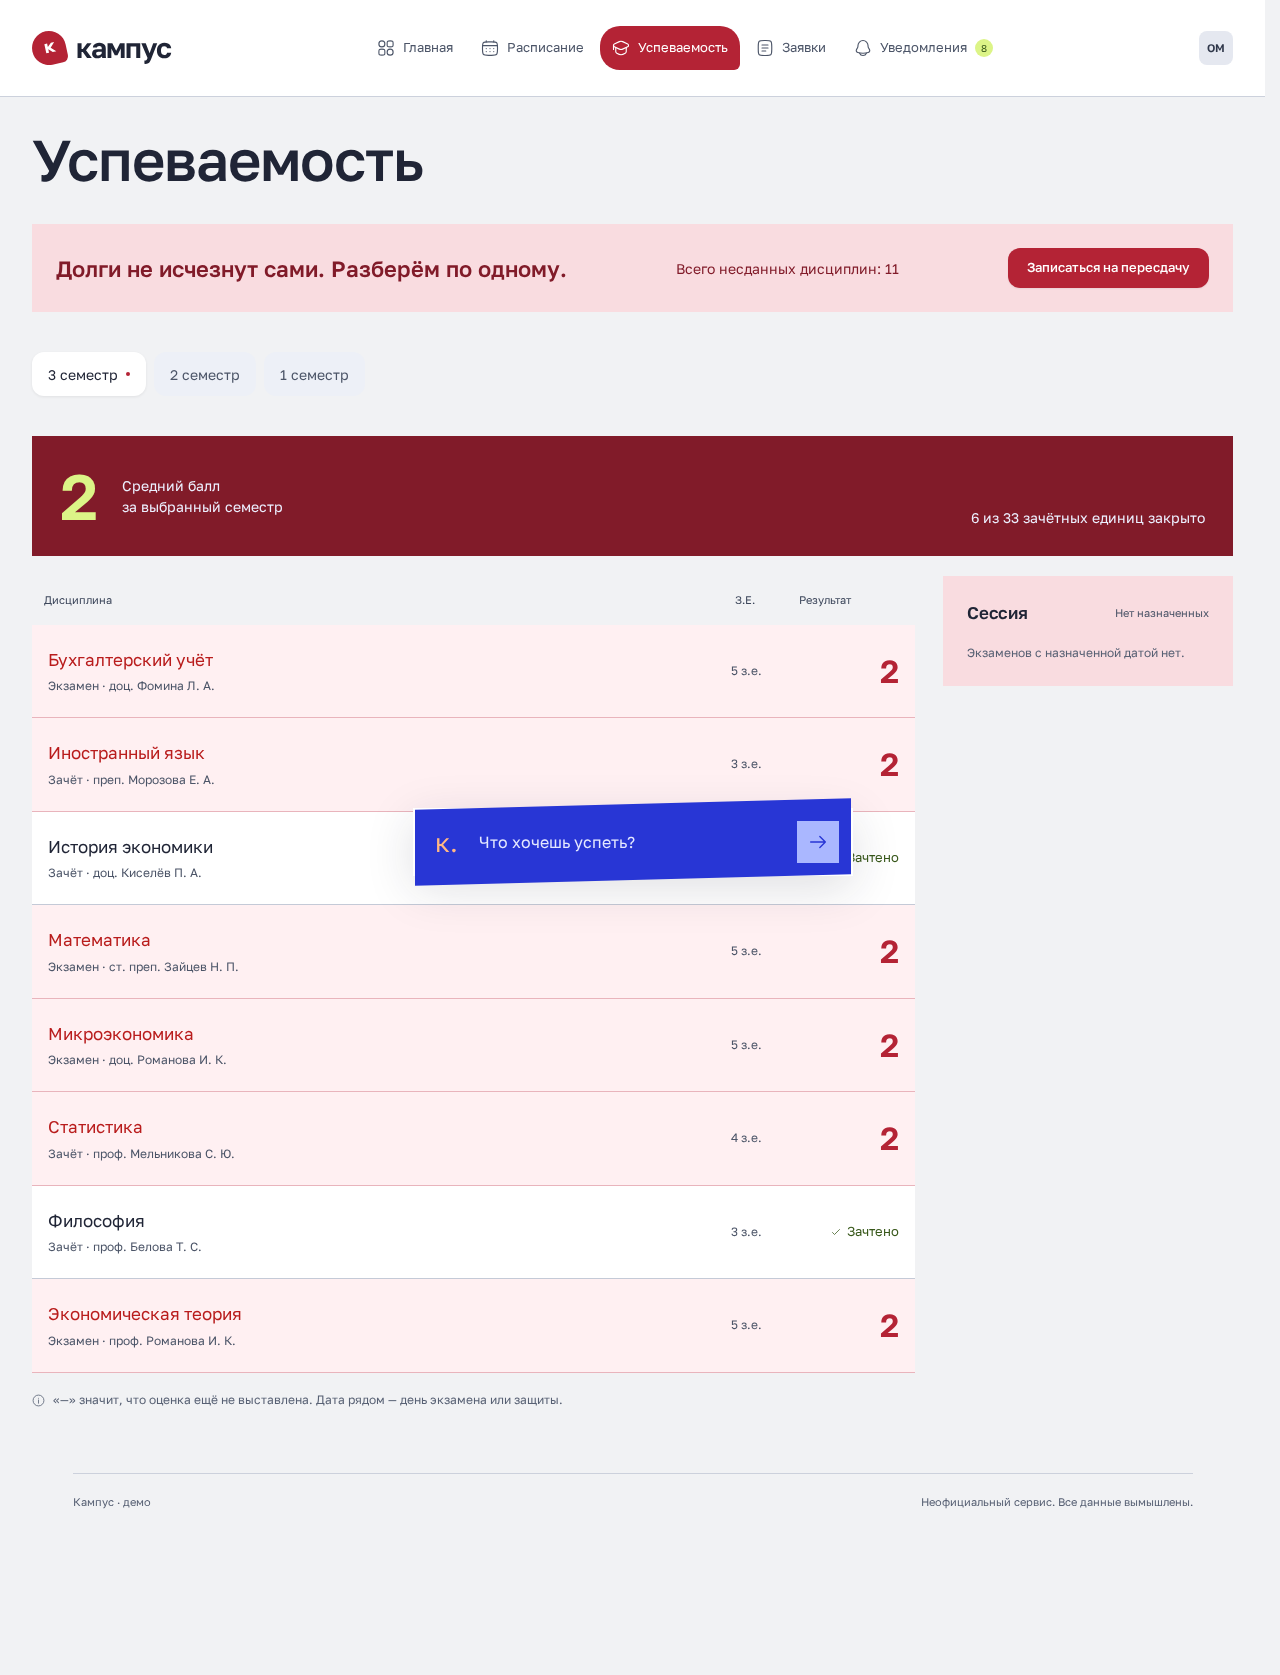 к кампус
Главная
Расписание
Успеваемость
Заявки
Уведомления 8
ОМ
Успеваемость
Долги не исчезнут сами. Разберём по одному.
Всего несданных дисциплин: 11
Записаться на пересдачу
3 семестр
2 семестр
1 семестр
2
Средний балл
за выбранный семестр
6 из 33 зачётных единиц закрыто
Дисциплина
З.Е.
Результат
Сессия
Нет назначенных
Экзаменов с назначенной датой нет.
Бухгалтерский учёт
Экзамен · доц. Фомина Л. А.
5 з.е.
2
Иностранный язык
Зачёт · преп. Морозова Е. А.
3 з.е.
2
История экономики
Зачёт · доц. Киселёв П. А.
Зачтено
К. Что хочешь успеть?
Математика
Экзамен · ст. преп. Зайцев Н. П.
5 з.е.
2
Микроэкономика
Экзамен · доц. Романова И. К.
5 з.е.
2
Статистика
Зачёт · проф. Мельникова С. Ю.
4 з.е.
2
Философия
Зачёт · проф. Белова Т. С.
3 з.е.
Зачтено
Экономическая теория
Экзамен · проф. Романова И. К.
5 з.е.
2
«—» значит, что оценка ещё не выставлена. Дата рядом — день экзамена или защиты.
Кампус · демо
Неофициальный сервис. Все данные вымышлены.